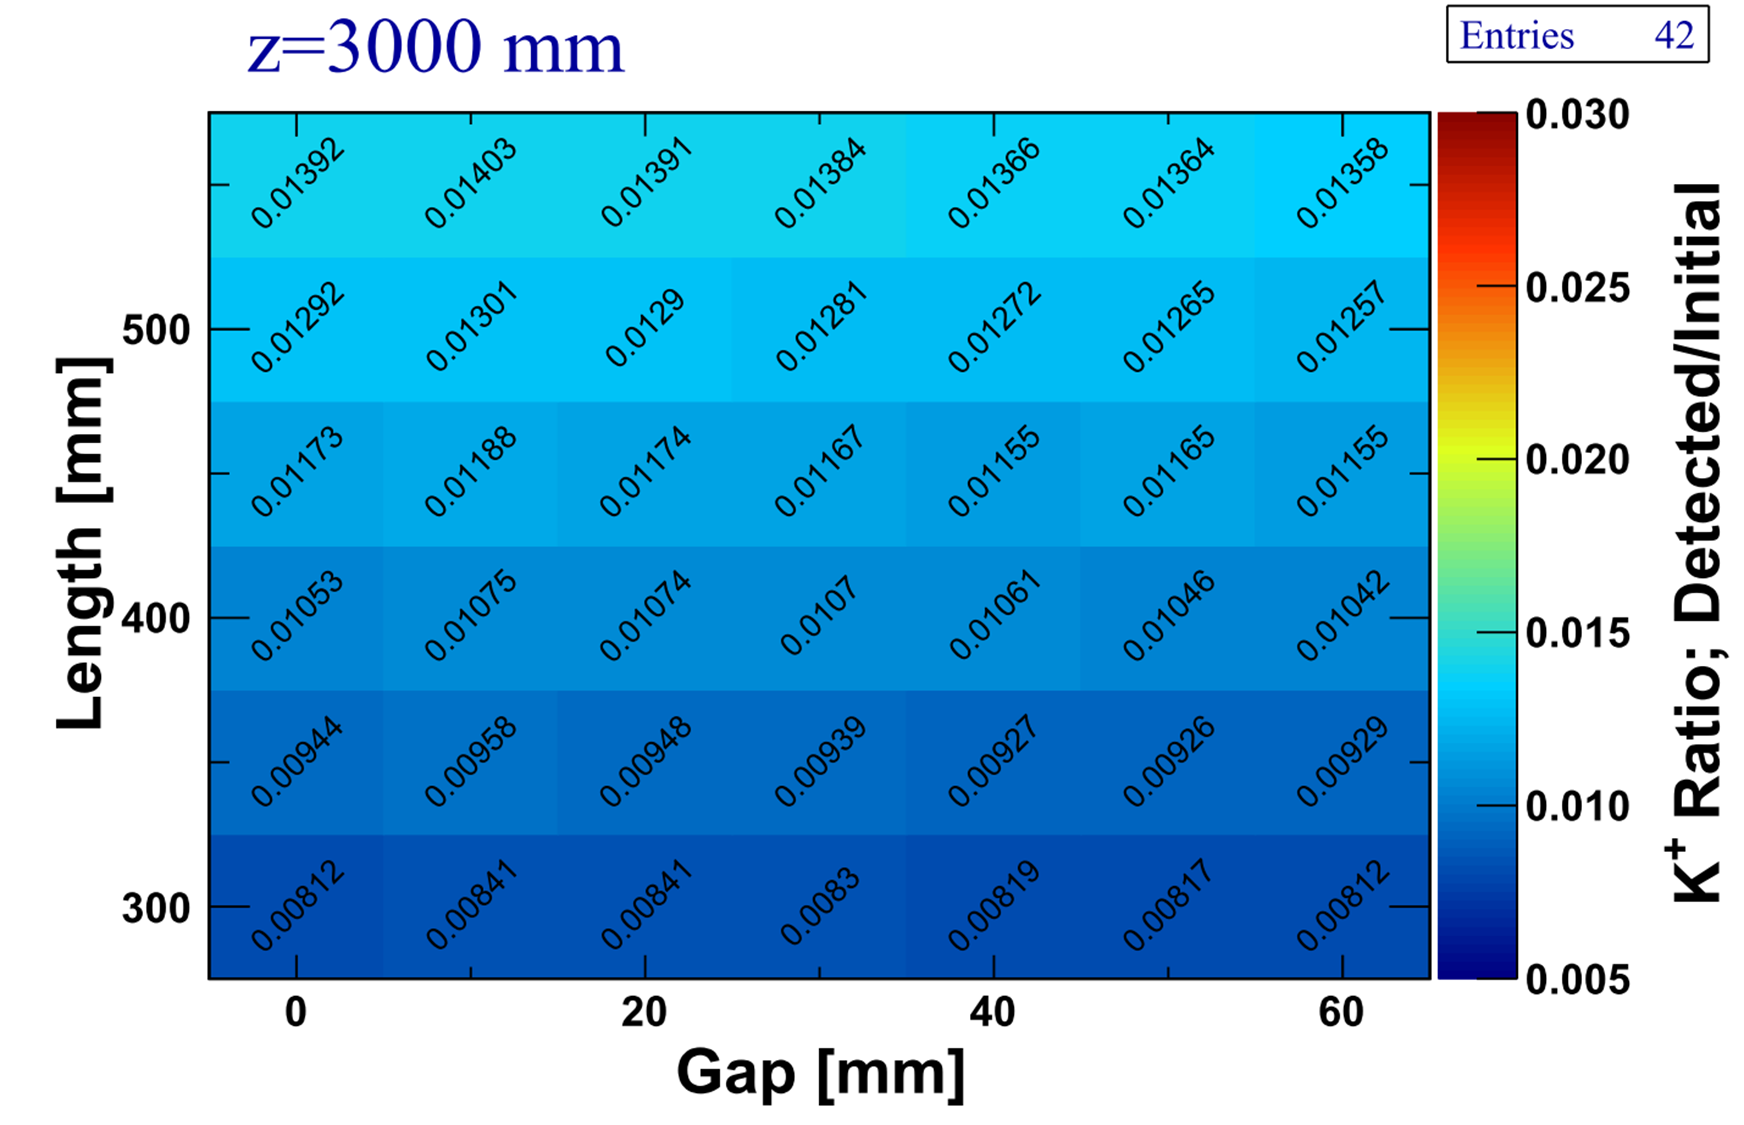 z=3000 mm
Entries 42
0.01392 0.01403 0.01391 0.01384 0.01366 0.01364 0.01358
0.01292 0.01301 0.0129 0.01281 0.01272 0.01265 0.01257
0.01173 0.01188 0.01174 0.01167 0.01155 0.01165 0.01155
0.01053 0.01075 0.01074 0.0107 0.01061 0.01046 0.01042
0.00944 0.00958 0.00948 0.00939 0.00927 0.00926 0.00929
0.00812 0.00841 0.00841 0.0083 0.00819 0.00817 0.00812
500
400
300
Length [mm]
0 20 40 60
Gap [mm]
0.030
0.025
0.020
0.015
0.010
0.005
K⁺ Ratio; Detected/Initial